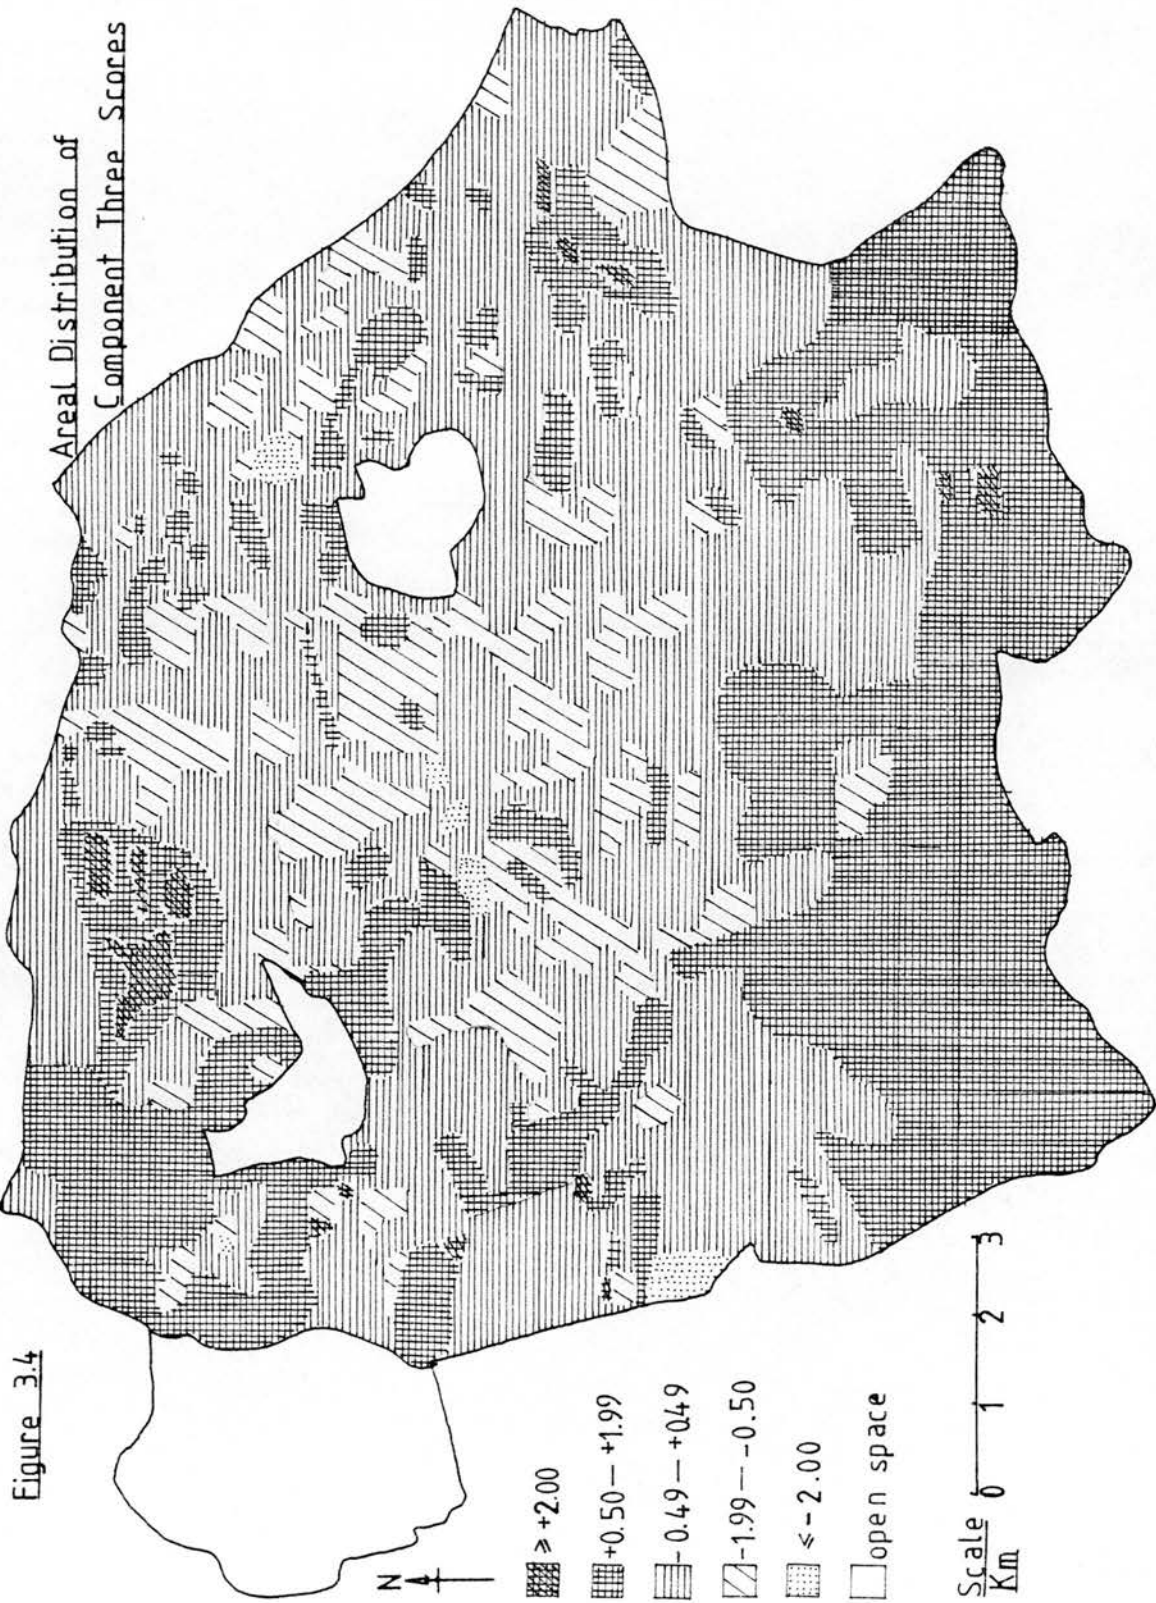 Figure 3.4
Areal Distribution of
Component Three Scores
N
⩾ +2.00
+0.50 — +1.99
-0.49 — +0.49
-1.99 — -0.50
⩽ -2.00
open space
Scale
Km
0 1 2 3